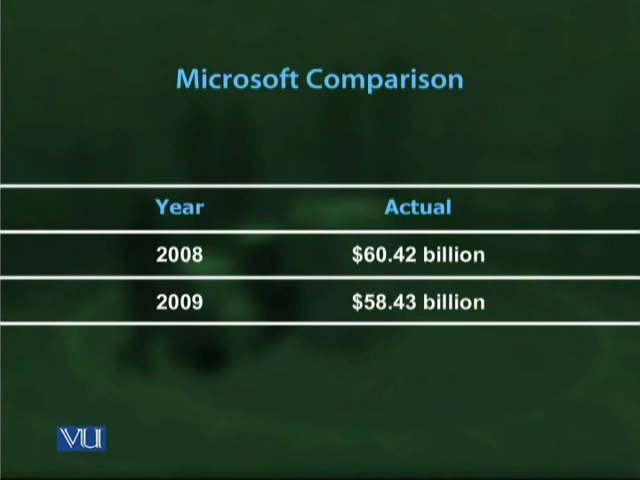 Microsoft Comparison
Year Actual
2008 $60.42 billion
2009 $58.43 billion
VU